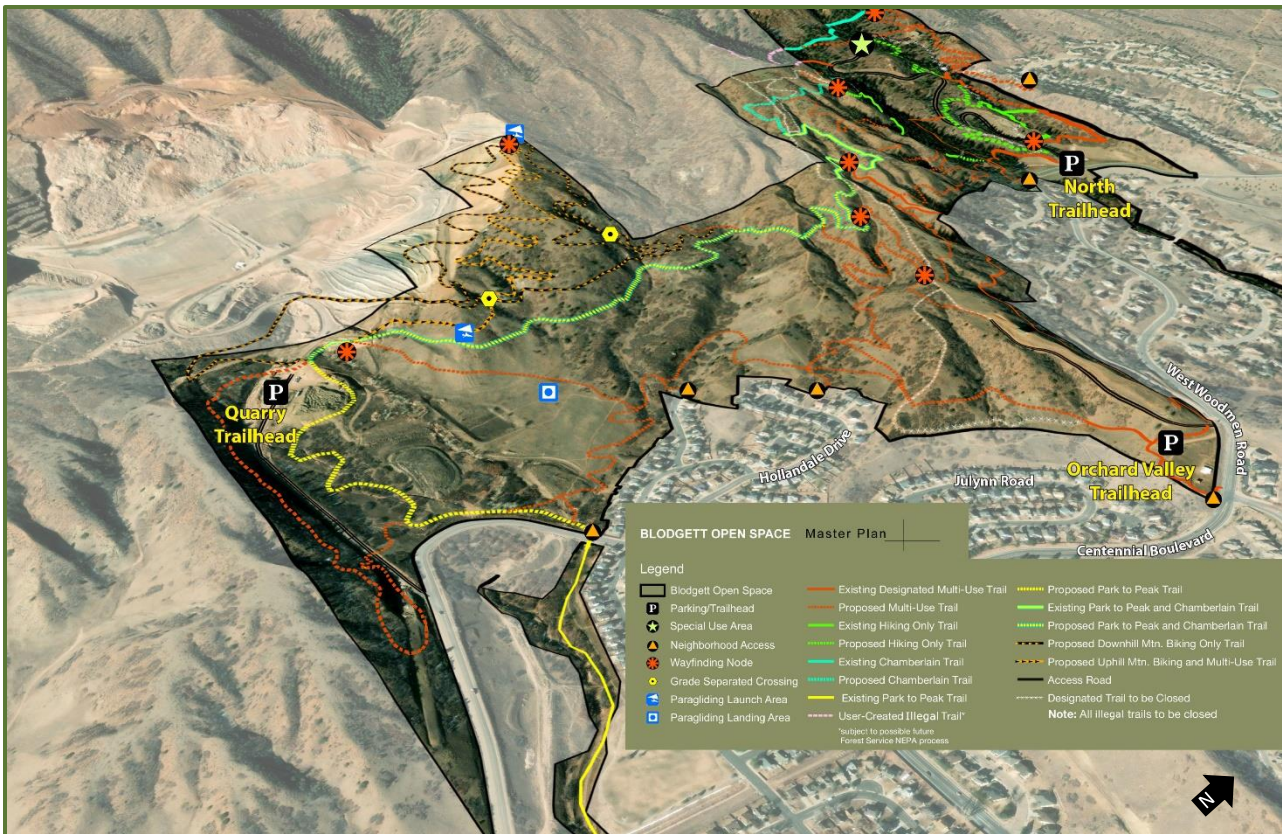 P
North
Trailhead
P
Quarry
Trailhead
West Woodmen Road
Hollandale Drive
P
Orchard Valley
Trailhead
Julynn Road
Centennial Boulevard
BLODGETT OPEN SPACE Master Plan
Legend
Blodgett Open Space
P Parking/Trailhead
Special Use Area
Neighborhood Access
Wayfinding Node
Grade Separated Crossing
Paragliding Launch Area
Paragliding Landing Area
Existing Designated Multi-Use Trail
Proposed Multi-Use Trail
Existing Hiking Only Trail
Proposed Hiking Only Trail
Existing Chamberlain Trail
Proposed Chamberlain Trail
Existing Park to Peak Trail
User-Created Illegal Trail*
*subject to possible future
Forest Service NEPA process
Proposed Park to Peak Trail
Existing Park to Peak and Chamberlain Trail
Proposed Park to Peak and Chamberlain Trail
Proposed Downhill Mtn. Biking Only Trail
Proposed Uphill Mtn. Biking and Multi-Use Trail
Access Road
Designated Trail to be Closed
Note: All illegal trails to be closed
N